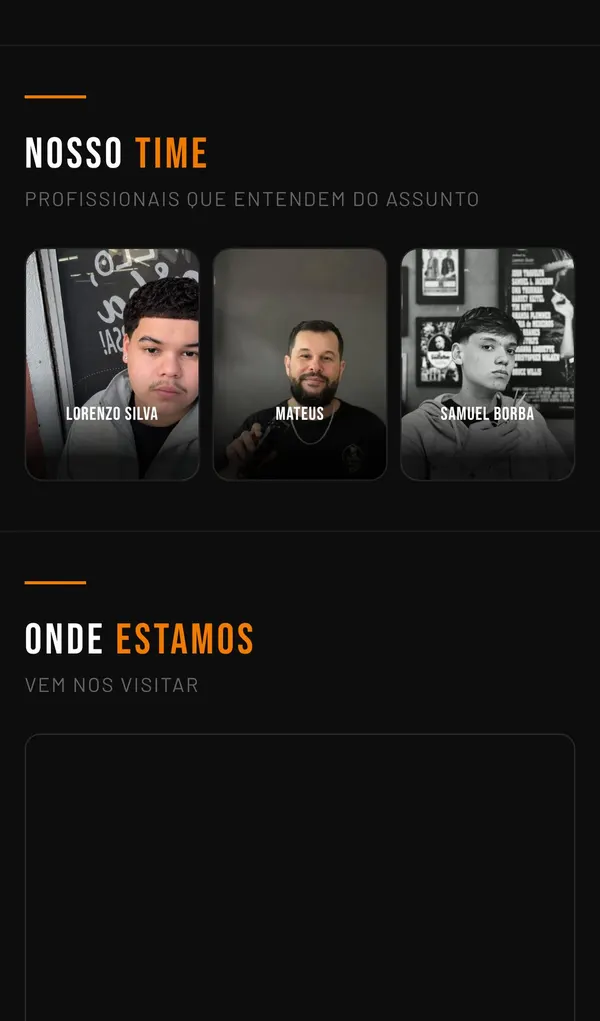 NOSSO TIME
PROFISSIONAIS QUE ENTENDEM DO ASSUNTO
LORENZO SILVA
MATEUS
SAMUEL BORBA
ONDE ESTAMOS
VEM NOS VISITAR